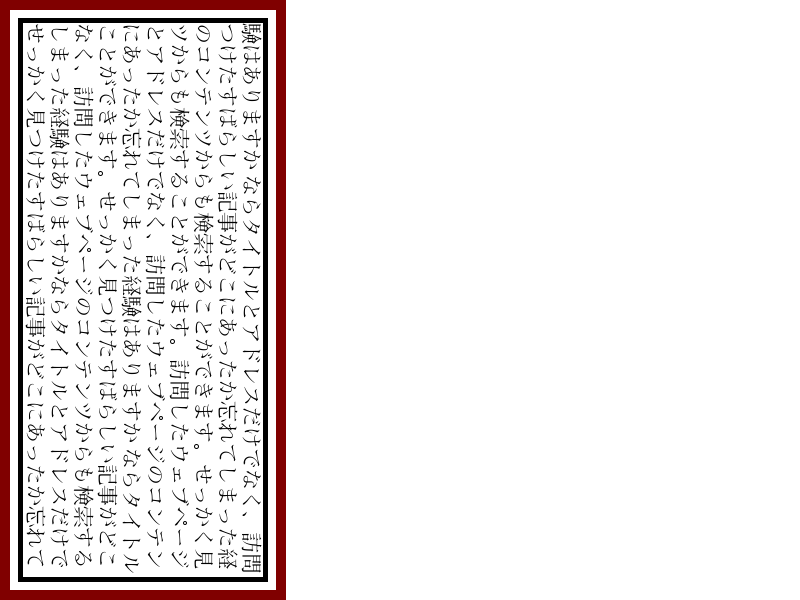 せっかく見つけたすばらしい記事がどこにあったか忘れて
しまった経験はありますかならタイトルとアドレスだけで
なく、訪問したウェブページのコンテンツからも検索する
ことができます。せっかく見つけたすばらしい記事がどこ
にあったか忘れてしまった経験はありますかならタイトル
とアドレスだけでなく、訪問したウェブページのコンテン
ツからも検索することができます。訪問したウェブページ
のコンテンツからも検索することができます。せっかく見
つけたすばらしい記事がどこにあったか忘れてしまった経
験はありますかならタイトルとアドレスだけでなく、訪問